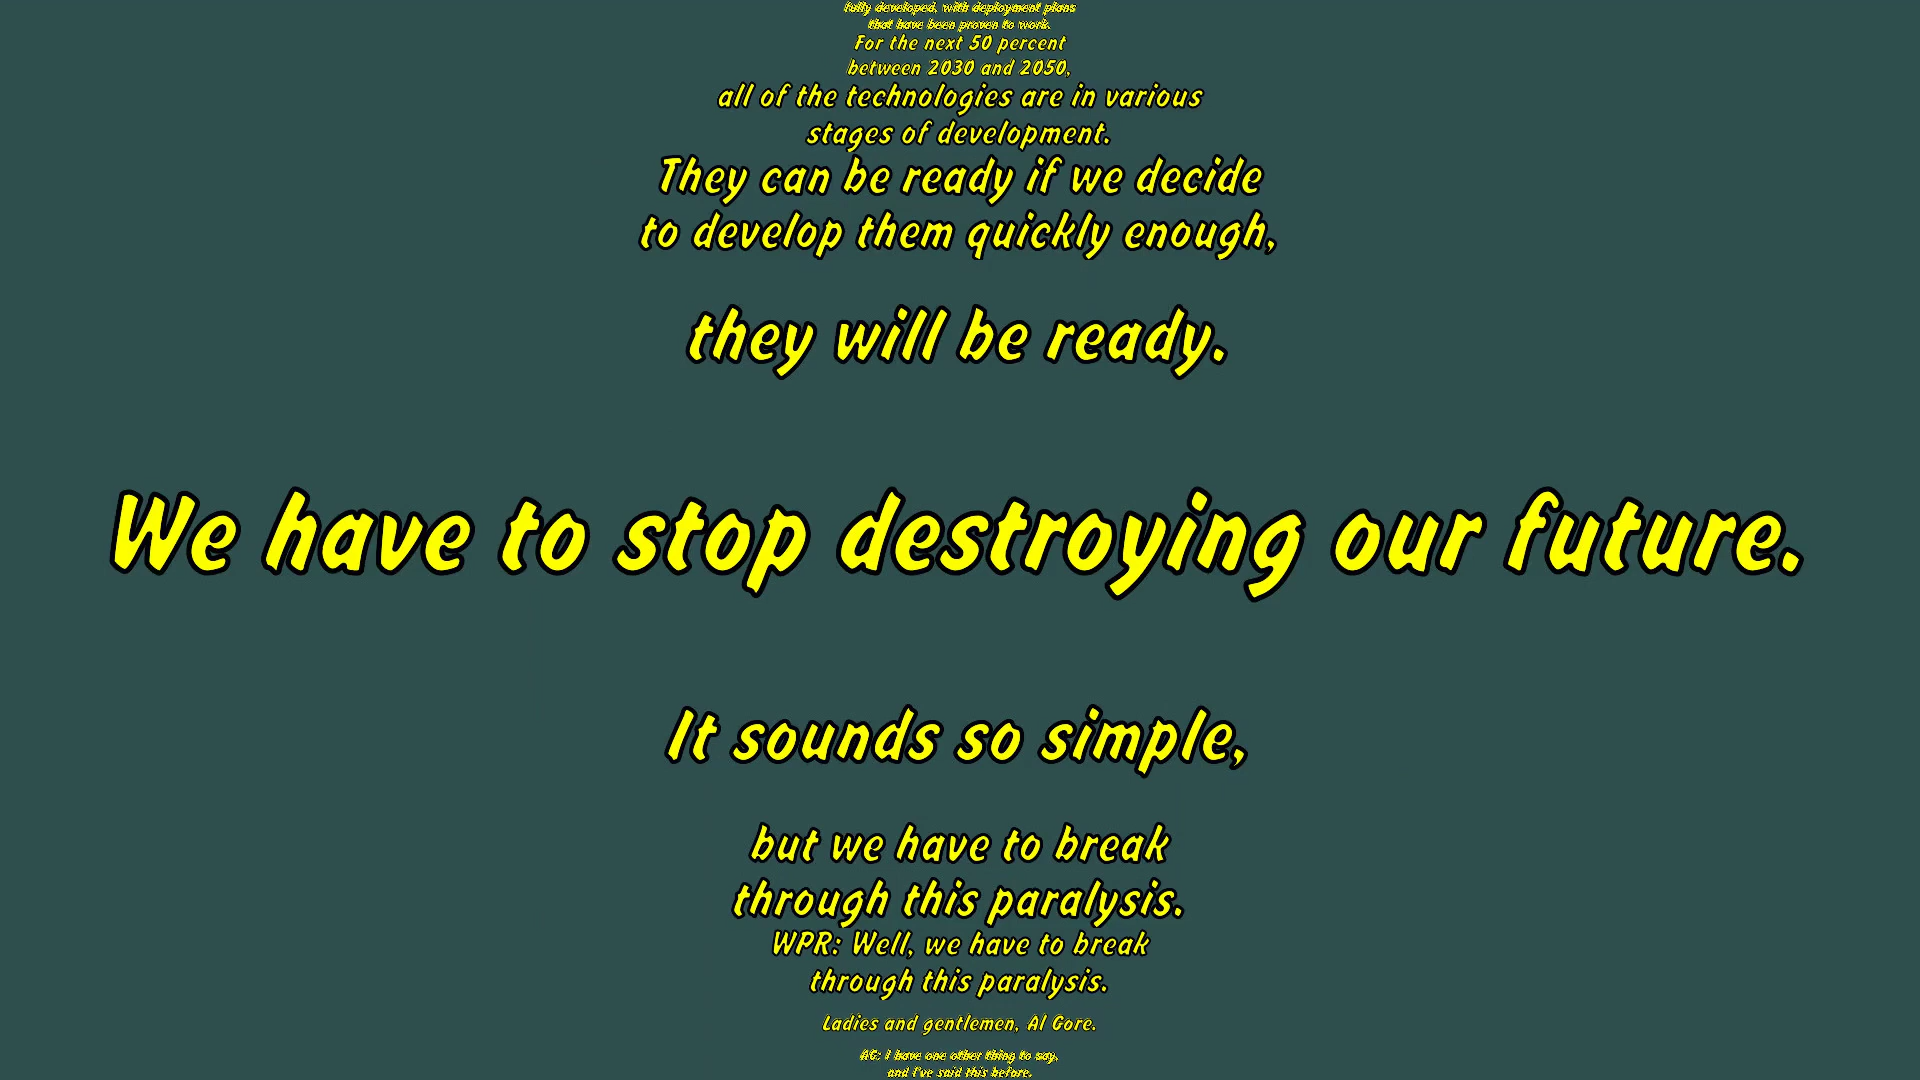 fully developed, with deployment plans
that have been proven to work.
For the next 50 percent
between 2030 and 2050,
all of the technologies are in various
stages of development.
They can be ready if we decide
to develop them quickly enough,
they will be ready.
We have to stop destroying our future.
It sounds so simple,
but we have to break
through this paralysis.
WPR: Well, we have to break
through this paralysis.
Ladies and gentlemen, Al Gore.
AG: I have one other thing to say,
and I've said this before.